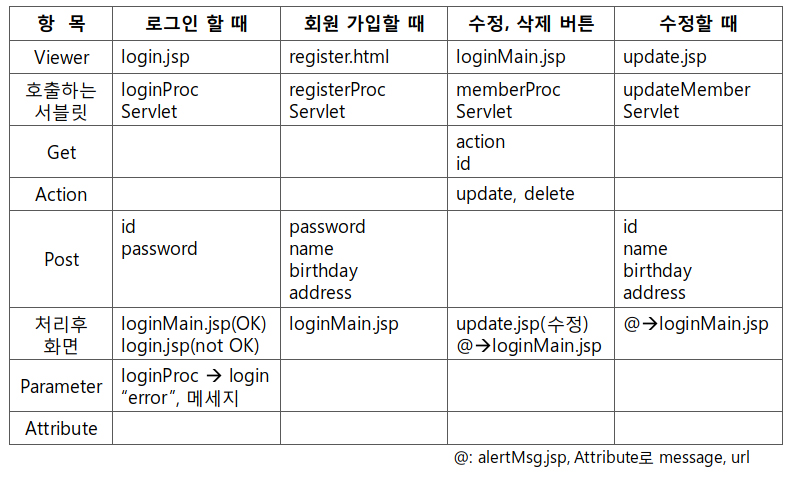 항 목 로그인 할 때 회원 가입할 때 수정, 삭제 버튼 수정할 때
Viewer login.jsp register.html loginMain.jsp update.jsp
호출하는 loginProc registerProc memberProc updateMember
서블릿 Servlet Servlet Servlet Servlet
Get action
id
Action update, delete
Post id password id
password name name
birthday birthday
address address
처리후 loginMain.jsp(OK) loginMain.jsp update.jsp(수정) @→loginMain.jsp
화면 login.jsp(not OK) @→loginMain.jsp
Parameter loginProc → login
“error”, 메세지
Attribute
@: alertMsg.jsp, Attribute로 message, url